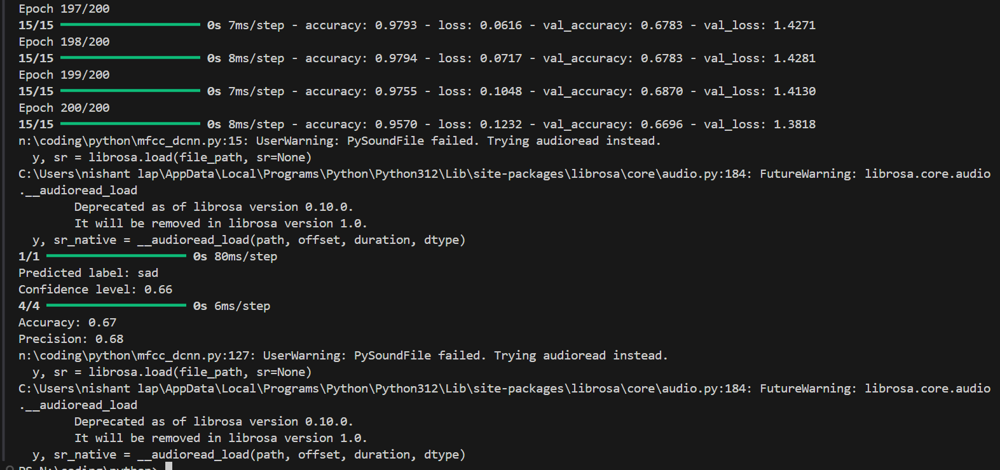 Epoch 197/200
15/15 0s 7ms/step - accuracy: 0.9793 - loss: 0.0616 - val_accuracy: 0.6783 - val_loss: 1.4271
Epoch 198/200
15/15 0s 8ms/step - accuracy: 0.9794 - loss: 0.0717 - val_accuracy: 0.6783 - val_loss: 1.4281
Epoch 199/200
15/15 0s 7ms/step - accuracy: 0.9755 - loss: 0.1048 - val_accuracy: 0.6870 - val_loss: 1.4130
Epoch 200/200
15/15 0s 8ms/step - accuracy: 0.9570 - loss: 0.1232 - val_accuracy: 0.6696 - val_loss: 1.3818
n:\coding\python\mfcc_dcnn.py:15: UserWarning: PySoundFile failed. Trying audioread instead.
  y, sr = librosa.load(file_path, sr=None)
C:\Users\nishant lap\AppData\Local\Programs\Python\Python312\Lib\site-packages\librosa\core\audio.py:184: FutureWarning: librosa.core.audio
.__audioread_load
        Deprecated as of librosa version 0.10.0.
        It will be removed in librosa version 1.0.
  y, sr_native = __audioread_load(path, offset, duration, dtype)
1/1 0s 80ms/step
Predicted label: sad
Confidence level: 0.66
4/4 0s 6ms/step
Accuracy: 0.67
Precision: 0.68
n:\coding\python\mfcc_dcnn.py:127: UserWarning: PySoundFile failed. Trying audioread instead.
  y, sr = librosa.load(file_path, sr=None)
C:\Users\nishant lap\AppData\Local\Programs\Python\Python312\Lib\site-packages\librosa\core\audio.py:184: FutureWarning: librosa.core.audio
.__audioread_load
        Deprecated as of librosa version 0.10.0.
        It will be removed in librosa version 1.0.
  y, sr_native = __audioread_load(path, offset, duration, dtype)
PS N:\coding\python>